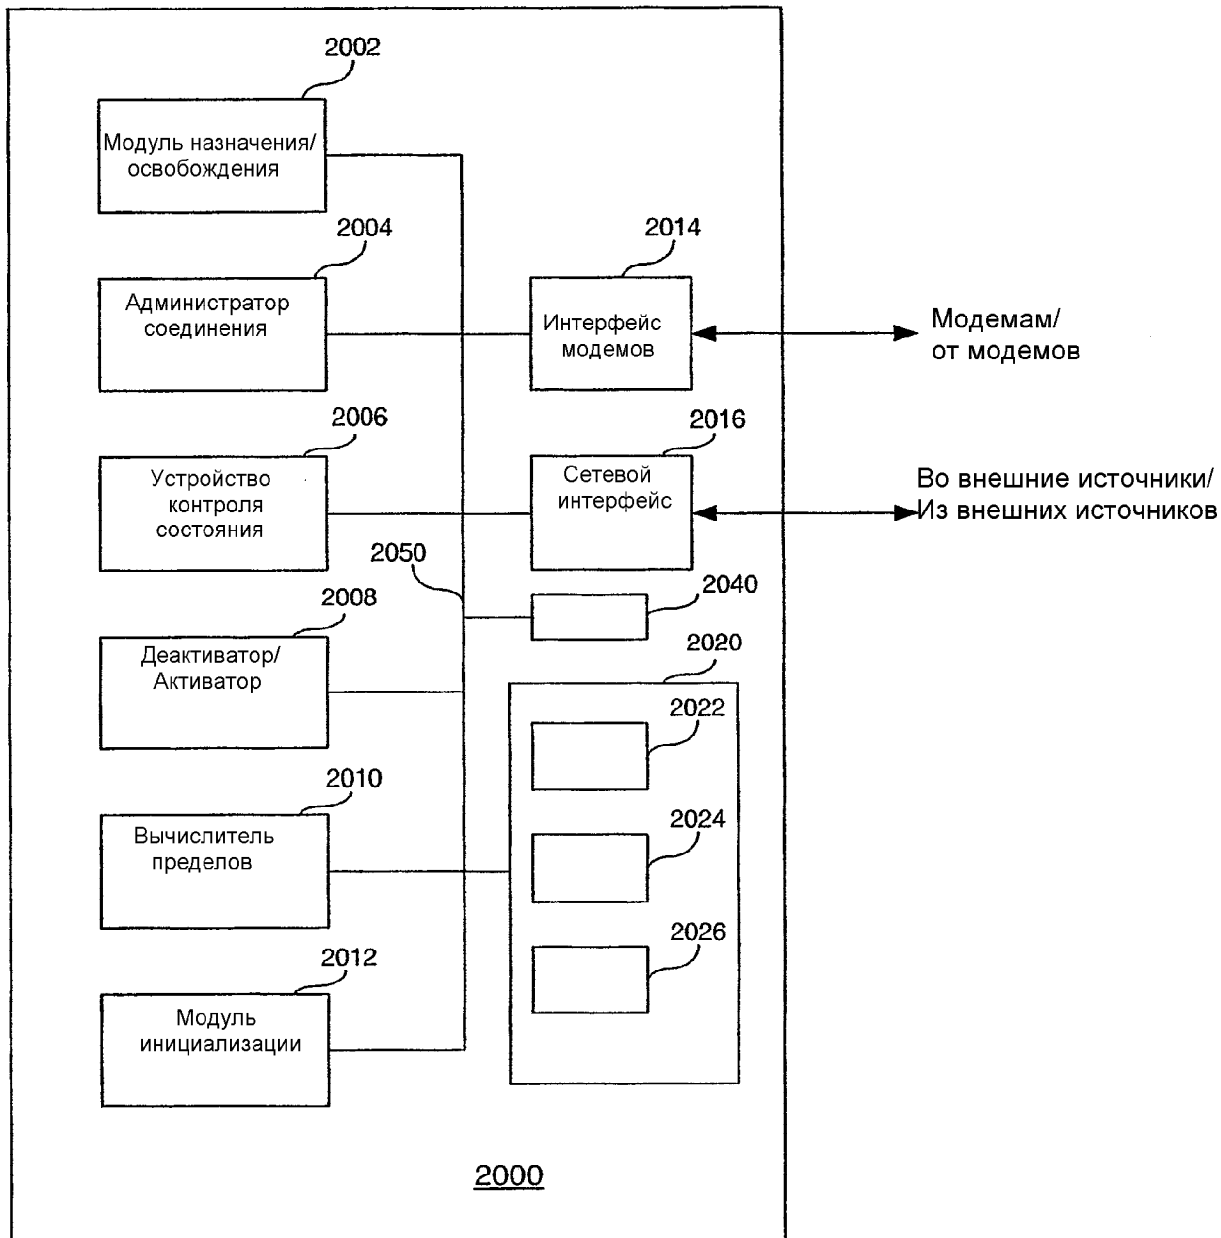 2002
Модуль назначения/
освобождения
2004
Администратор
соединения
2014
Интерфейс
модемов
Модемам/
от модемов
2006
Устройство
контроля
состояния
2016
Сетевой
интерфейс
Во внешние источники/
Из внешних источников
2050
2040
2008
Деактиватор/
Активатор
2020
2022
2010
Вычислитель
пределов
2024
2012
Модуль
инициализации
2026
2000